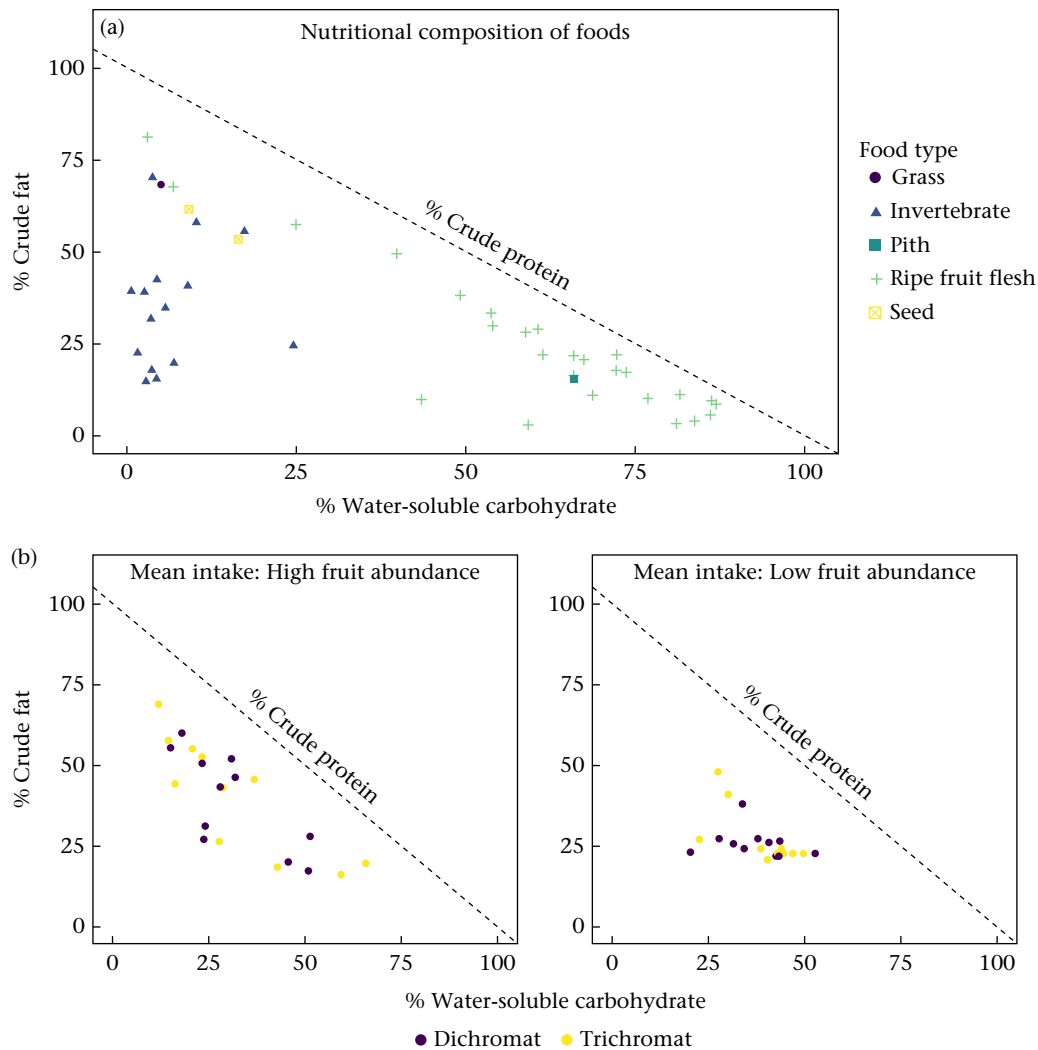 (a)
Nutritional composition of foods
100
75
50
25
0
% Crude fat
% Crude protein
0 25 50 75 100
% Water-soluble carbohydrate
Food type
Grass
Invertebrate
Pith
Ripe fruit flesh
Seed
(b)
Mean intake: High fruit abundance
100
75
50
25
0
% Crude fat
% Crude protein
0 25 50 75 100
Mean intake: Low fruit abundance
100
75
50
25
0
% Crude protein
0 25 50 75 100
% Water-soluble carbohydrate
Dichromat Trichromat